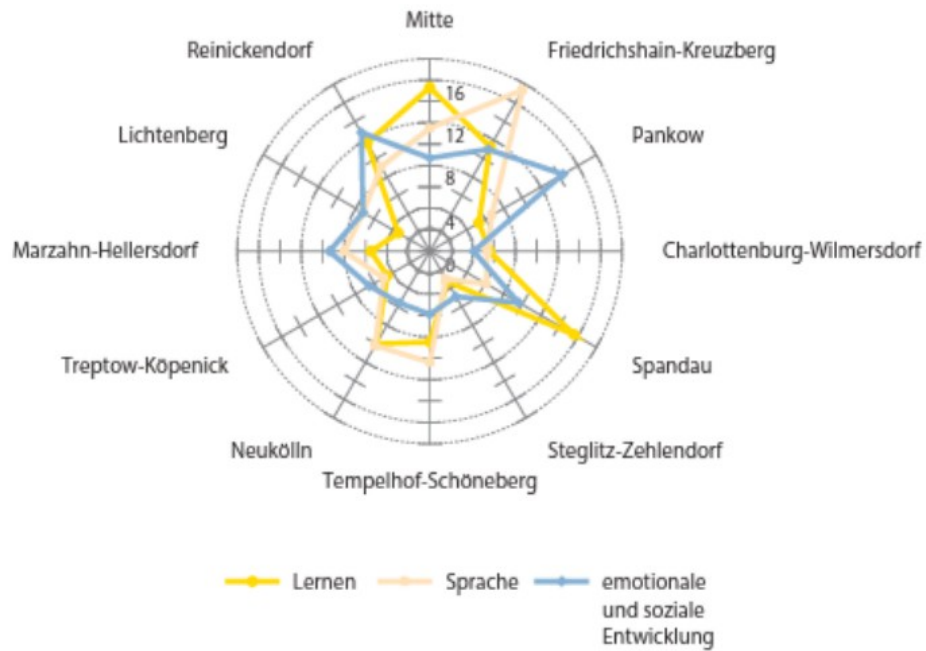 Mitte
Reinickendorf
Friedrichshain-Kreuzberg
Lichtenberg
Pankow
16
12
8
4
0
Marzahn-Hellersdorf
Charlottenburg-Wilmersdorf
Treptow-Köpenick
Spandau
Neukölln
Steglitz-Zehlendorf
Tempelhof-Schöneberg
Lernen
Sprache
emotionale
und soziale
Entwicklung